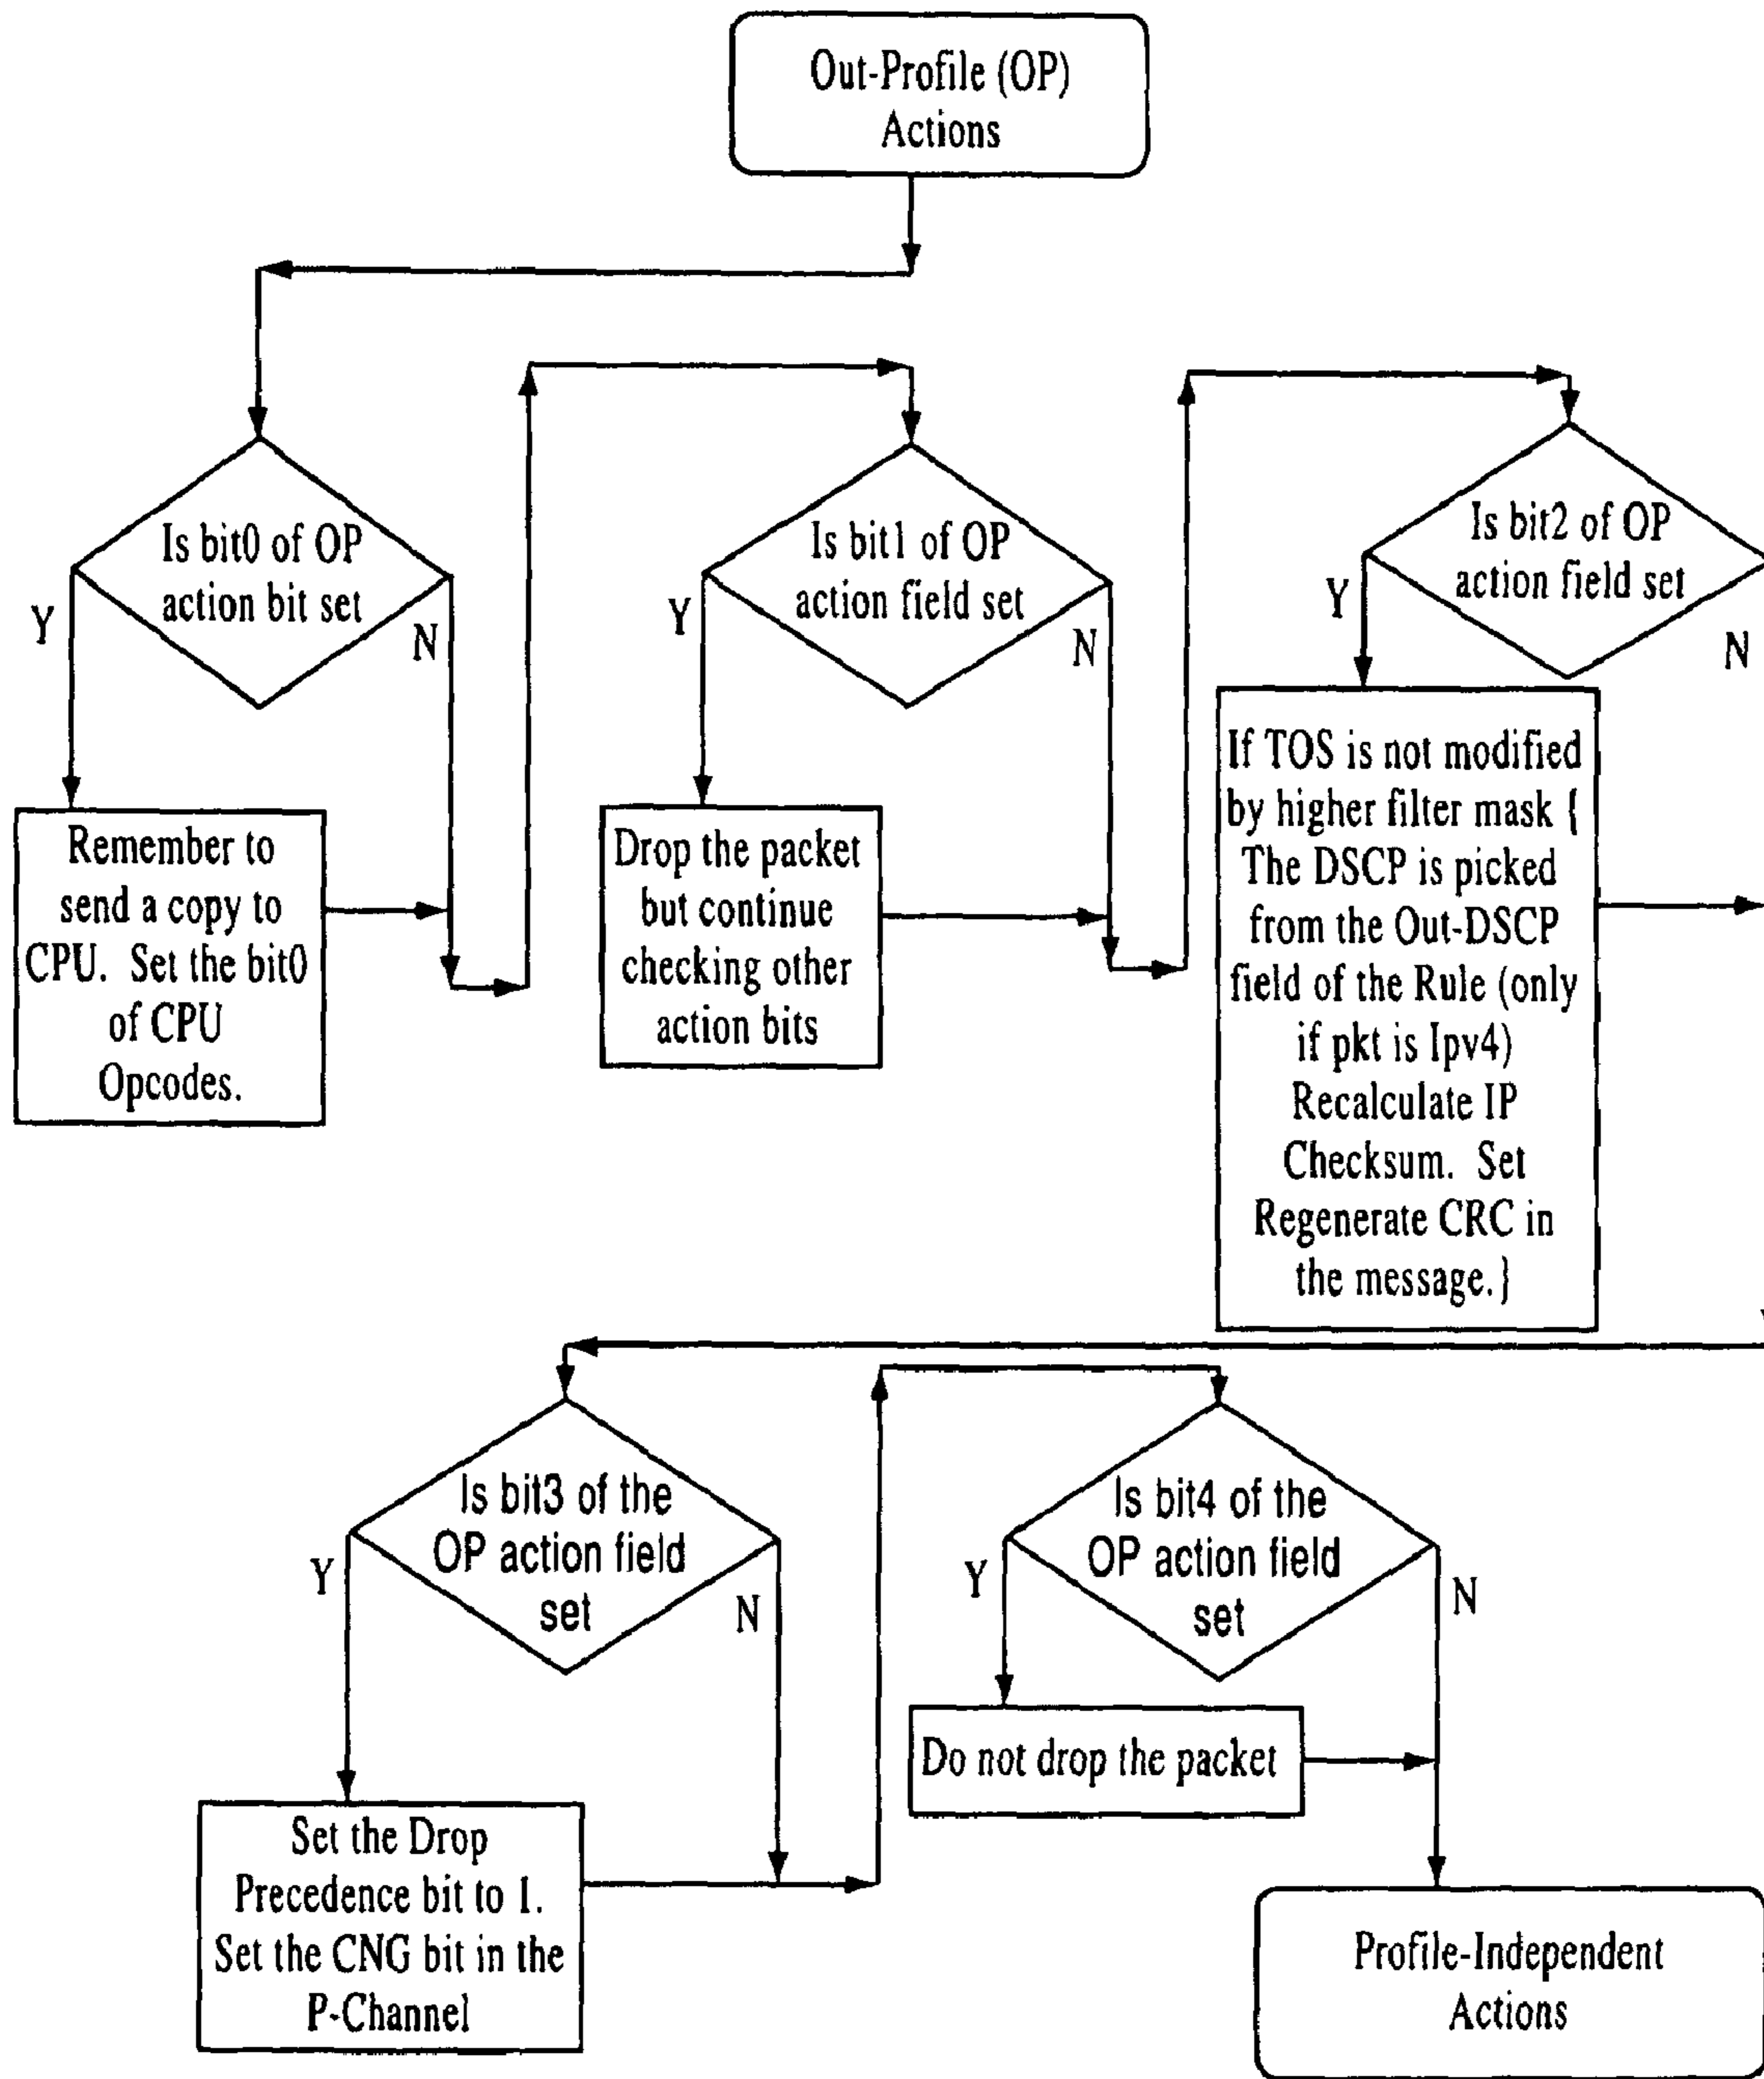 Out-Profile (OP)
Actions
Is bit0 of OP
action bit set
Y
N
Is bit1 of OP
action field set
Y
N
Is bit2 of OP
action field set
Y
N
Remember to
send a copy to
CPU. Set the bit0
of CPU
Opcodes.
Drop the packet
but continue
checking other
action bits
If TOS is not modified
by higher filter mask {
The DSCP is picked
from the Out-DSCP
field of the Rule (only
if pkt is Ipv4)
Recalculate IP
Checksum. Set
Regenerate CRC in
the message.}
Is bit3 of the
OP action field
set
Y
N
Is bit4 of the
OP action field
set
Y
N
Set the Drop
Precedence bit to 1.
Set the CNG bit in the
P-Channel
Do not drop the packet
Profile-Independent
Actions